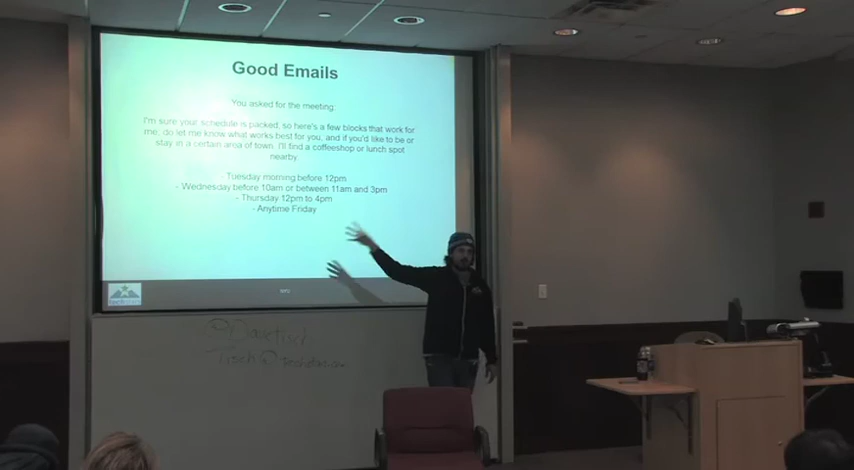 Good Emails
You asked for the meeting:
I'm sure your schedule is packed, so here's a few blocks that work for
me, do let me know what works best for you, and if you'd like to be or
stay in a certain area of town. I'll find a coffeeshop or lunch spot
nearby.
- Tuesday morning before 12pm
- Wednesday before 10am or between 11am and 3pm
- Thursday 12pm to 4pm
- Anytime Friday
techstars
NYC
@Davetisch